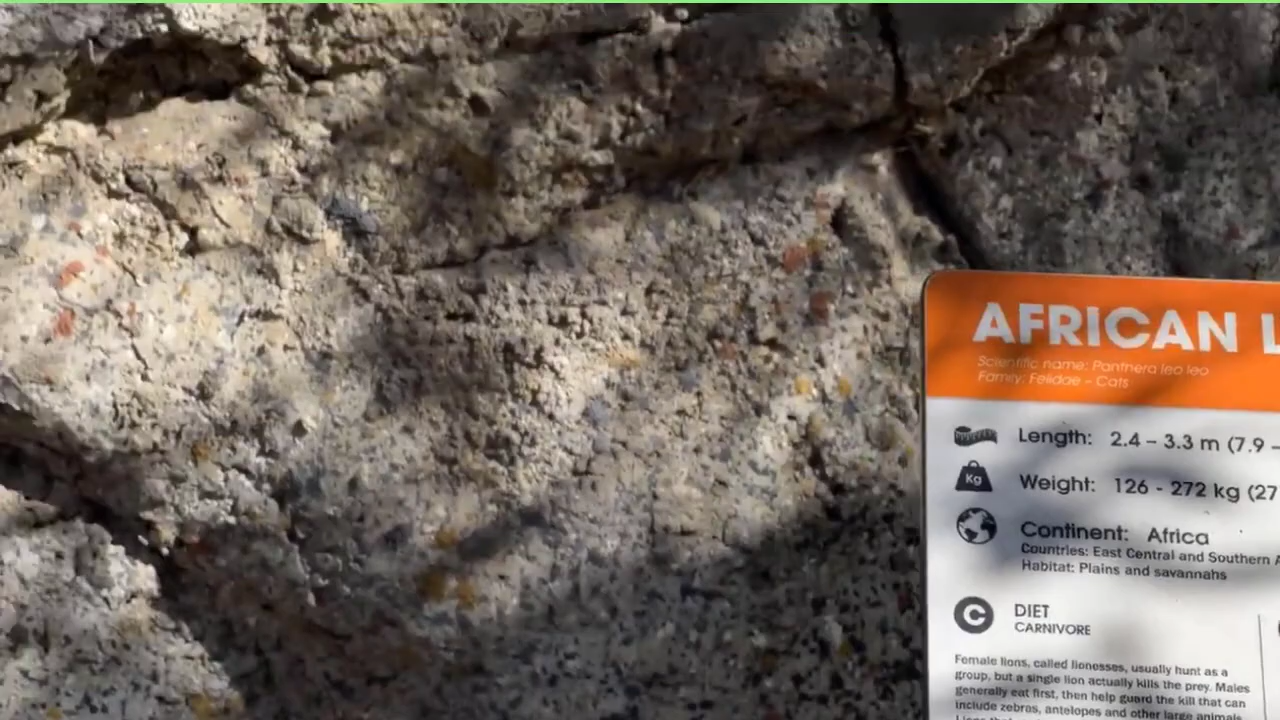 AFRICAN L
Scientific name: Panthera leo leo
Family: Felidae – Cats
Length: 2.4 – 3.3 m (7.9 –
Kg
Weight: 126 - 272 kg (27
Continent: Africa
Countries: East Central and Southern A
Habitat: Plains and savannahs
C
DIET
CARNIVORE
Female lions, called lionesses, usually hunt as a
group, but a single lion actually kills the prey. Males
generally eat first, then help guard the kill that can
include zebras, antelopes and other large animals.
Lions that